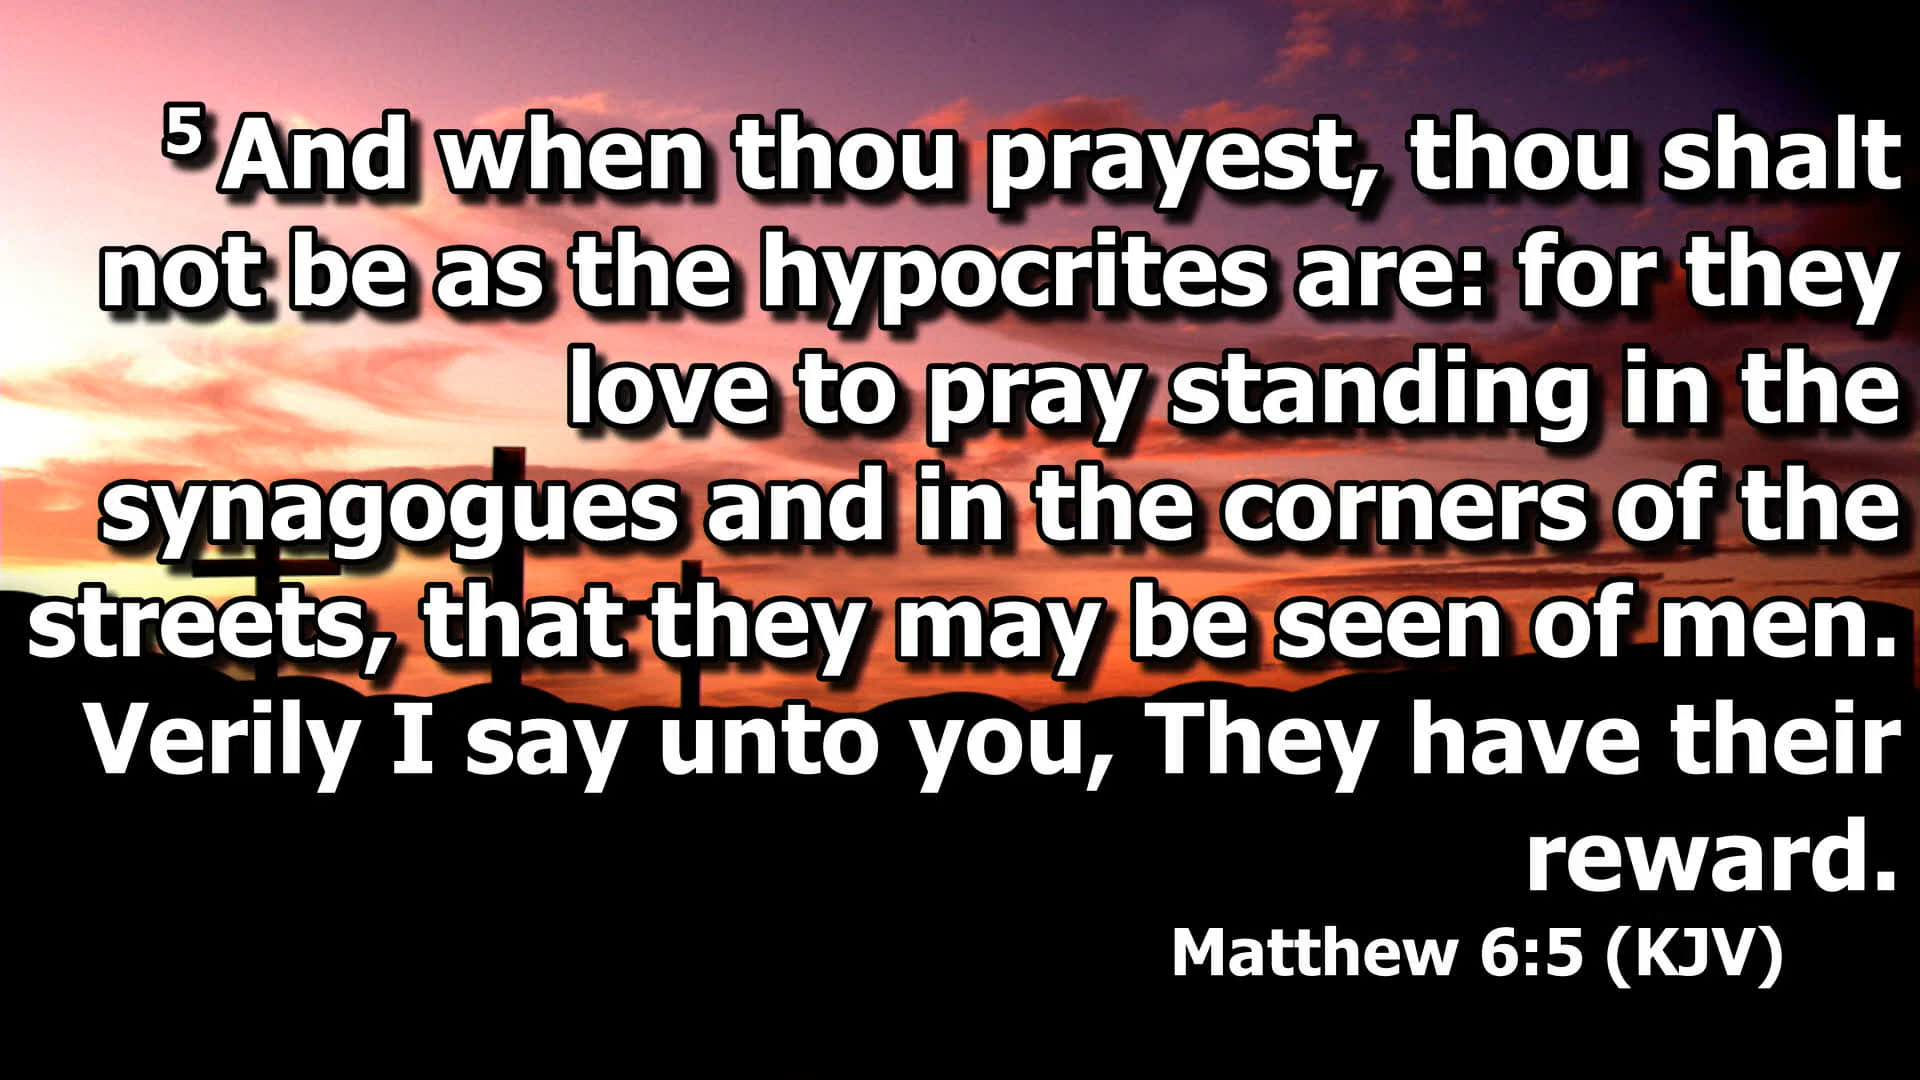 5 And when thou prayest, thou shalt
not be as the hypocrites are: for they
love to pray standing in the
synagogues and in the corners of the
streets, that they may be seen of men.
Verily I say unto you, They have their
reward.
Matthew 6:5 (KJV)